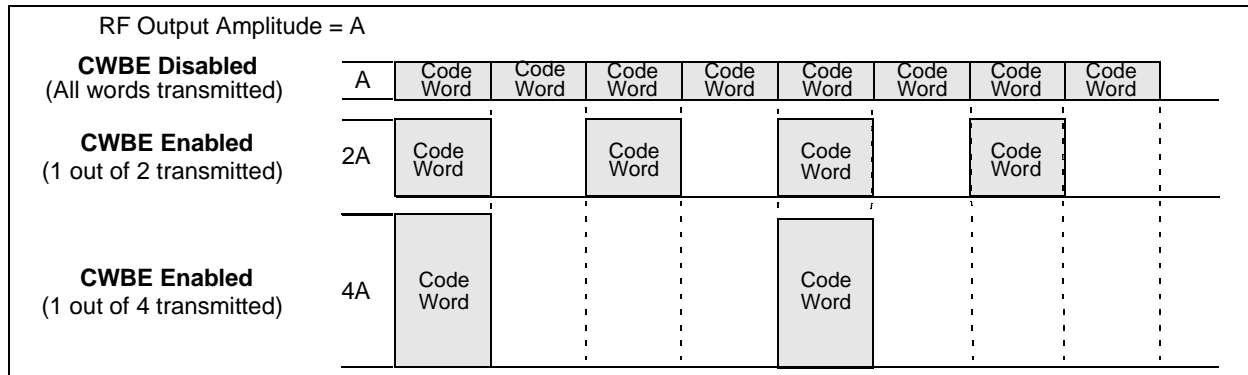 RF Output Amplitude = A
CWBE Disabled
(All words transmitted)
A
Code Word
Code Word
Code Word
Code Word
Code Word
Code Word
Code Word
Code Word
CWBE Enabled
(1 out of 2 transmitted)
2A
Code Word
Code Word
Code Word
Code Word
CWBE Enabled
(1 out of 4 transmitted)
4A
Code Word
Code Word